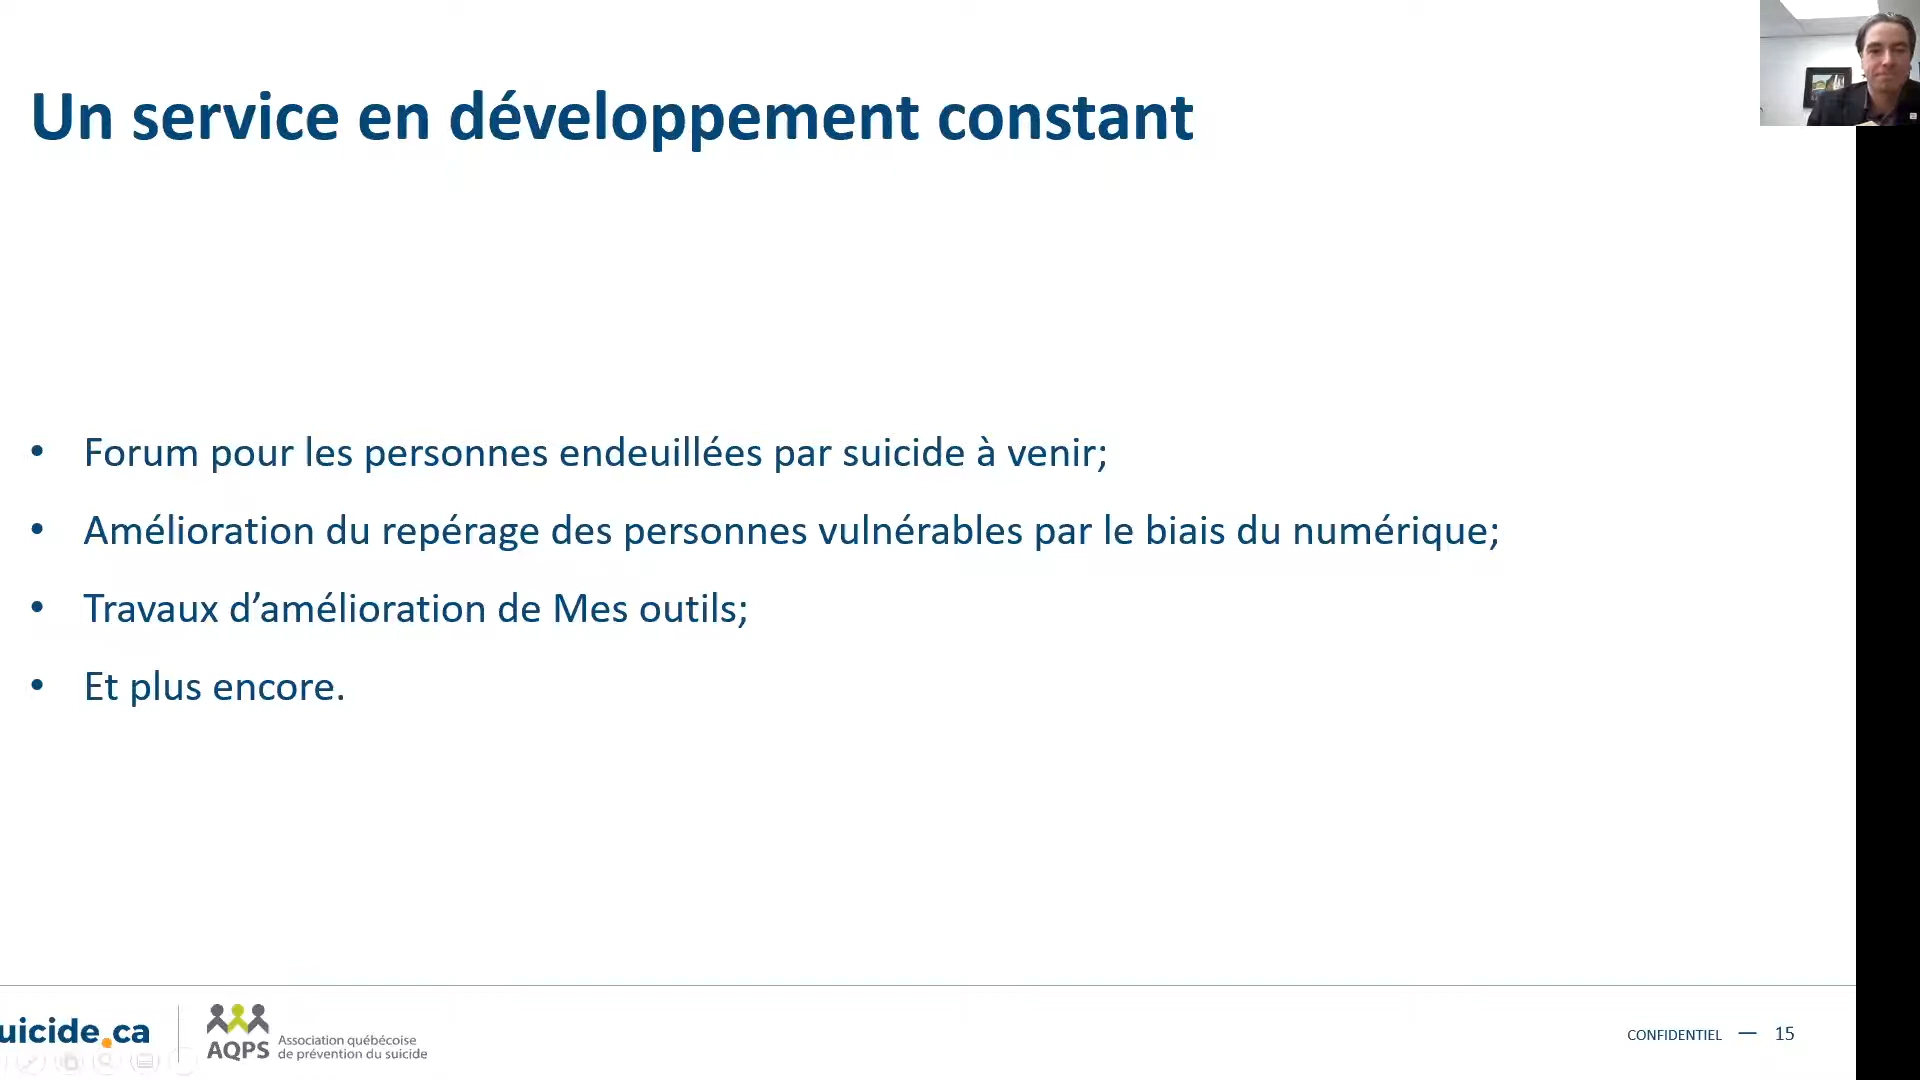 Un service en développement constant
• Forum pour les personnes endeuillées par suicide à venir;
• Amélioration du repérage des personnes vulnérables par le biais du numérique;
• Travaux d’amélioration de Mes outils;
• Et plus encore.
uicide.ca
AQPS
Association québécoise
de prévention du suicide
CONFIDENTIEL — 15